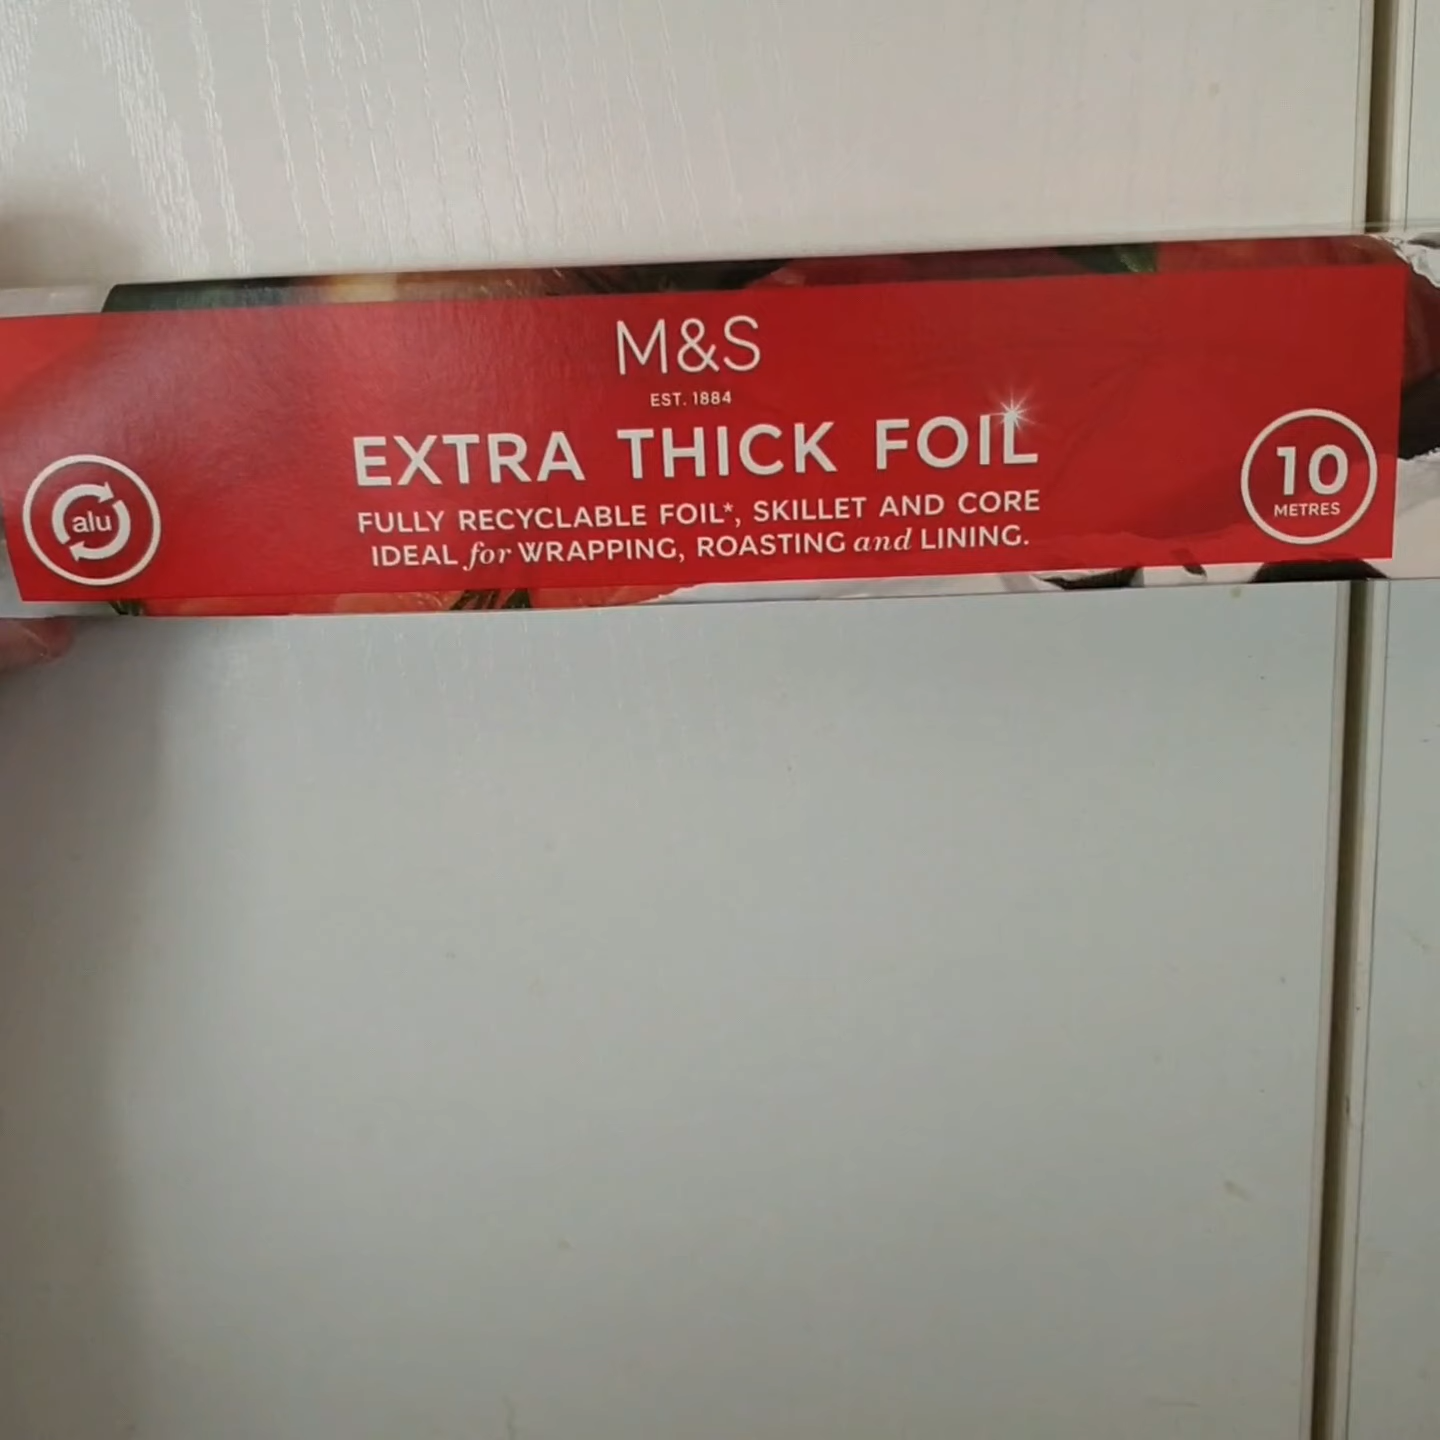 M&S
EST. 1884
EXTRA THICK FOIL
FULLY RECYCLABLE FOIL*, SKILLET AND CORE
IDEAL for WRAPPING, ROASTING and LINING.
alu
10
METRES